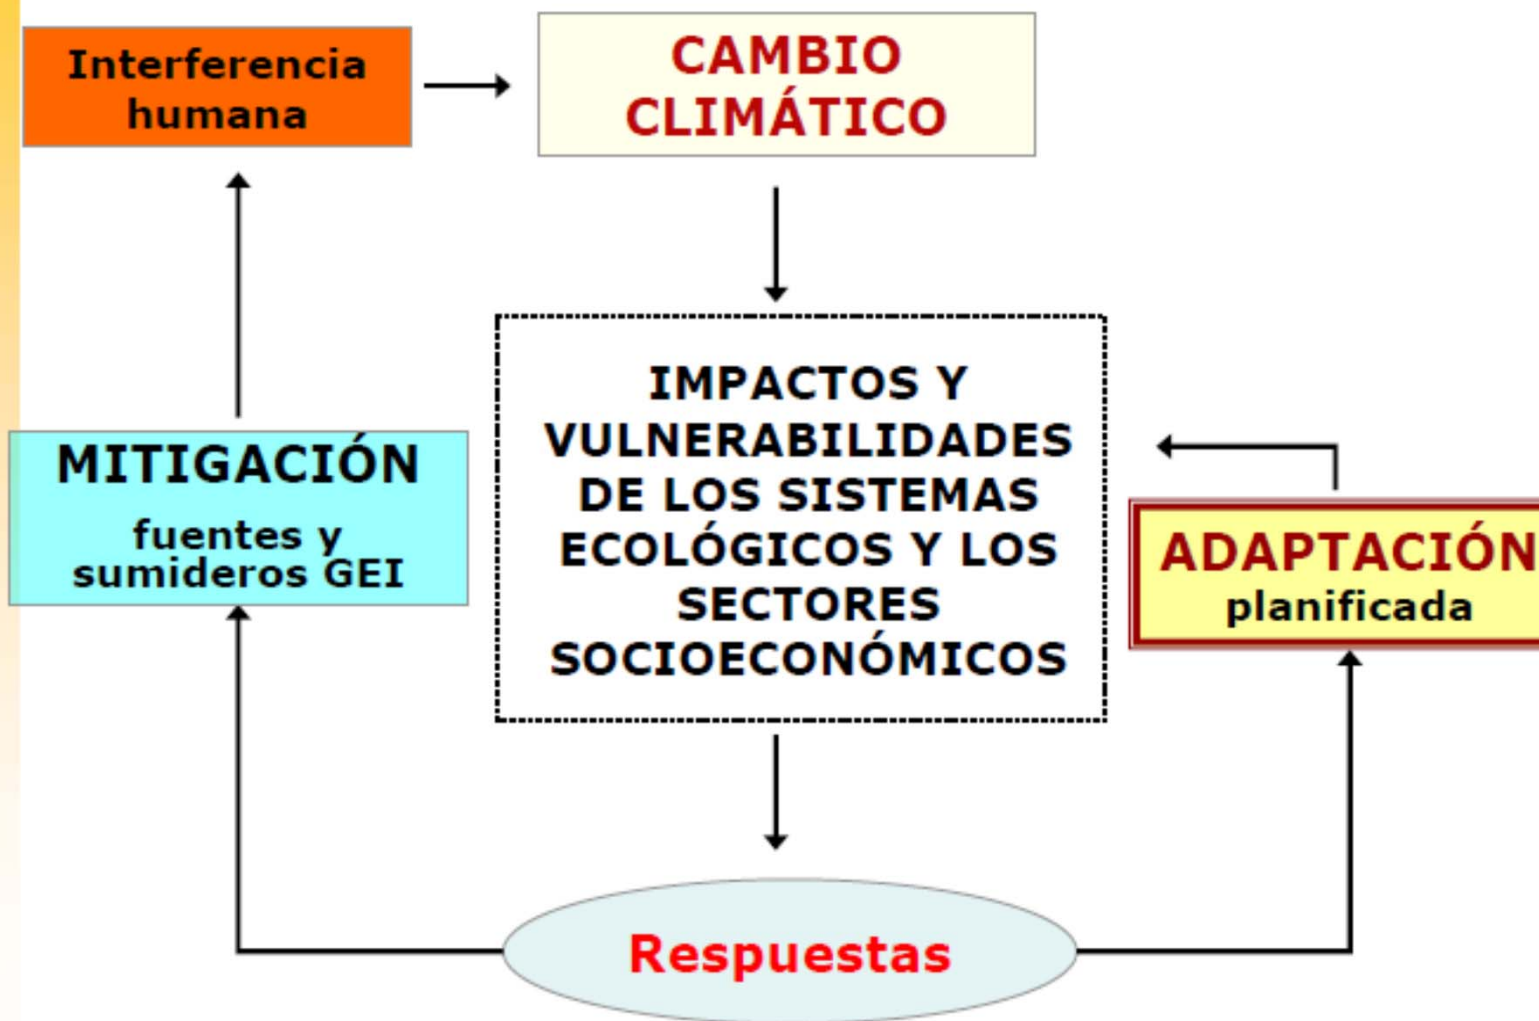 Interferencia
humana
CAMBIO
CLIMÁTICO
IMPACTOS Y
VULNERABILIDADES
DE LOS SISTEMAS
ECOLÓGICOS Y LOS
SECTORES
SOCIOECONÓMICOS
MITIGACIÓN
fuentes y
sumideros GEI
ADAPTACIÓN
planificada
Respuestas